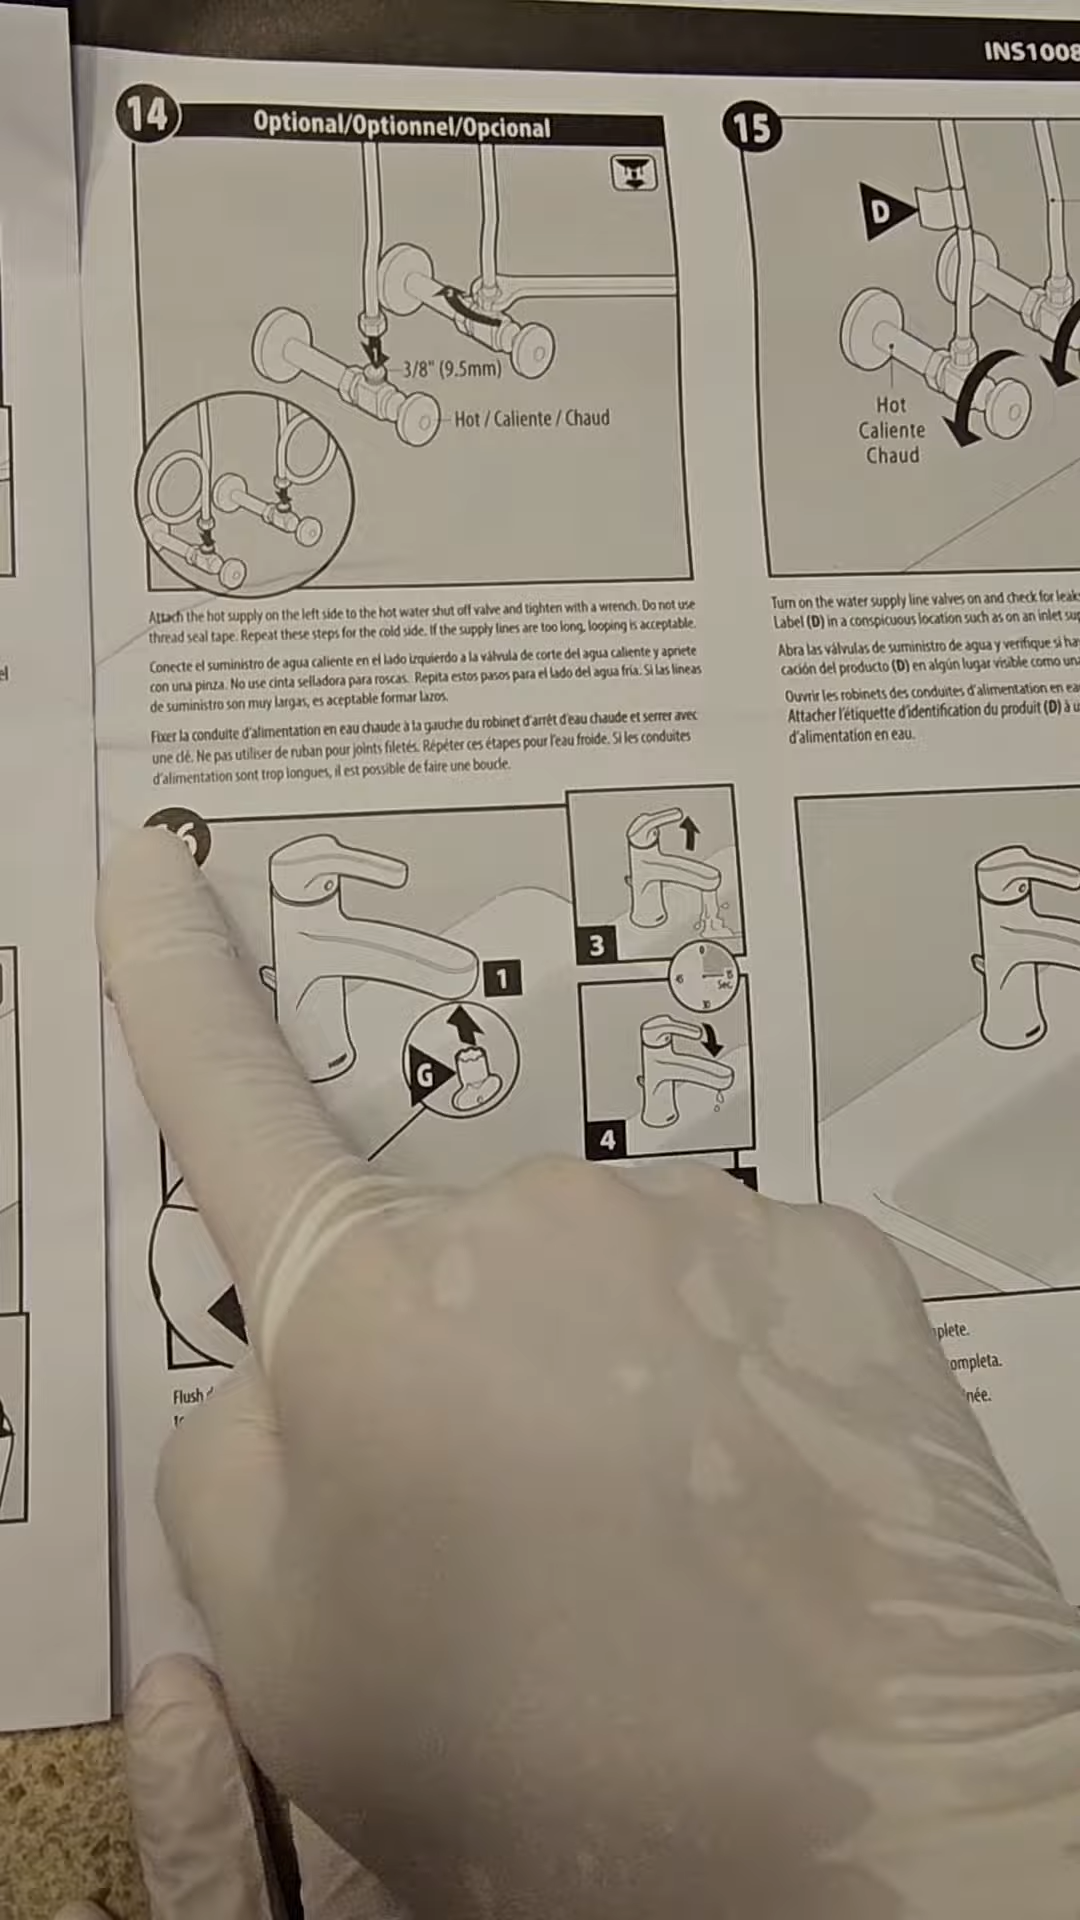 INS1008
14
Optional/Optionnel/Opcional
1
3/8" (9.5mm)
Hot / Caliente / Chaud
Attach the hot supply on the left side to the hot water shut off valve and tighten with a wrench. Do not use
thread seal tape. Repeat these steps for the cold side. If the supply lines are too long, looping is acceptable.
Conecte el suministro de agua caliente en el lado izquierdo a la válvula de corte del agua caliente y apriete
con una pinza. No use cinta selladora para roscas. Repita estos pasos para el lado del agua fría. Si las líneas
de suministro son muy largas, es aceptable formar lazos.
Fixer la conduite d'alimentation en eau chaude à la gauche du robinet d'arrêt d'eau chaude et serrer avec
une clé. Ne pas utiliser de ruban pour joints filetés. Répéter ces étapes pour l'eau froide. Si les conduites
d'alimentation sont trop longues, il est possible de faire une boucle.
15
D
Hot
Caliente
Chaud
Turn on the water supply line valves on and check for leak
Label (D) in a conspicuous location such as on an inlet sup
Abra las válvulas de suministro de agua y verifique si ha
cación del producto (D) en algún lugar visible como un
Ouvrir les robinets des conduites d'alimentation en ea
Attacher l'étiquette d'identification du produit (D) à u
d'alimentation en eau.
6
1
G
3
0
15
Sec.
30
45
4
Flush
plete.
ompleta.
née.